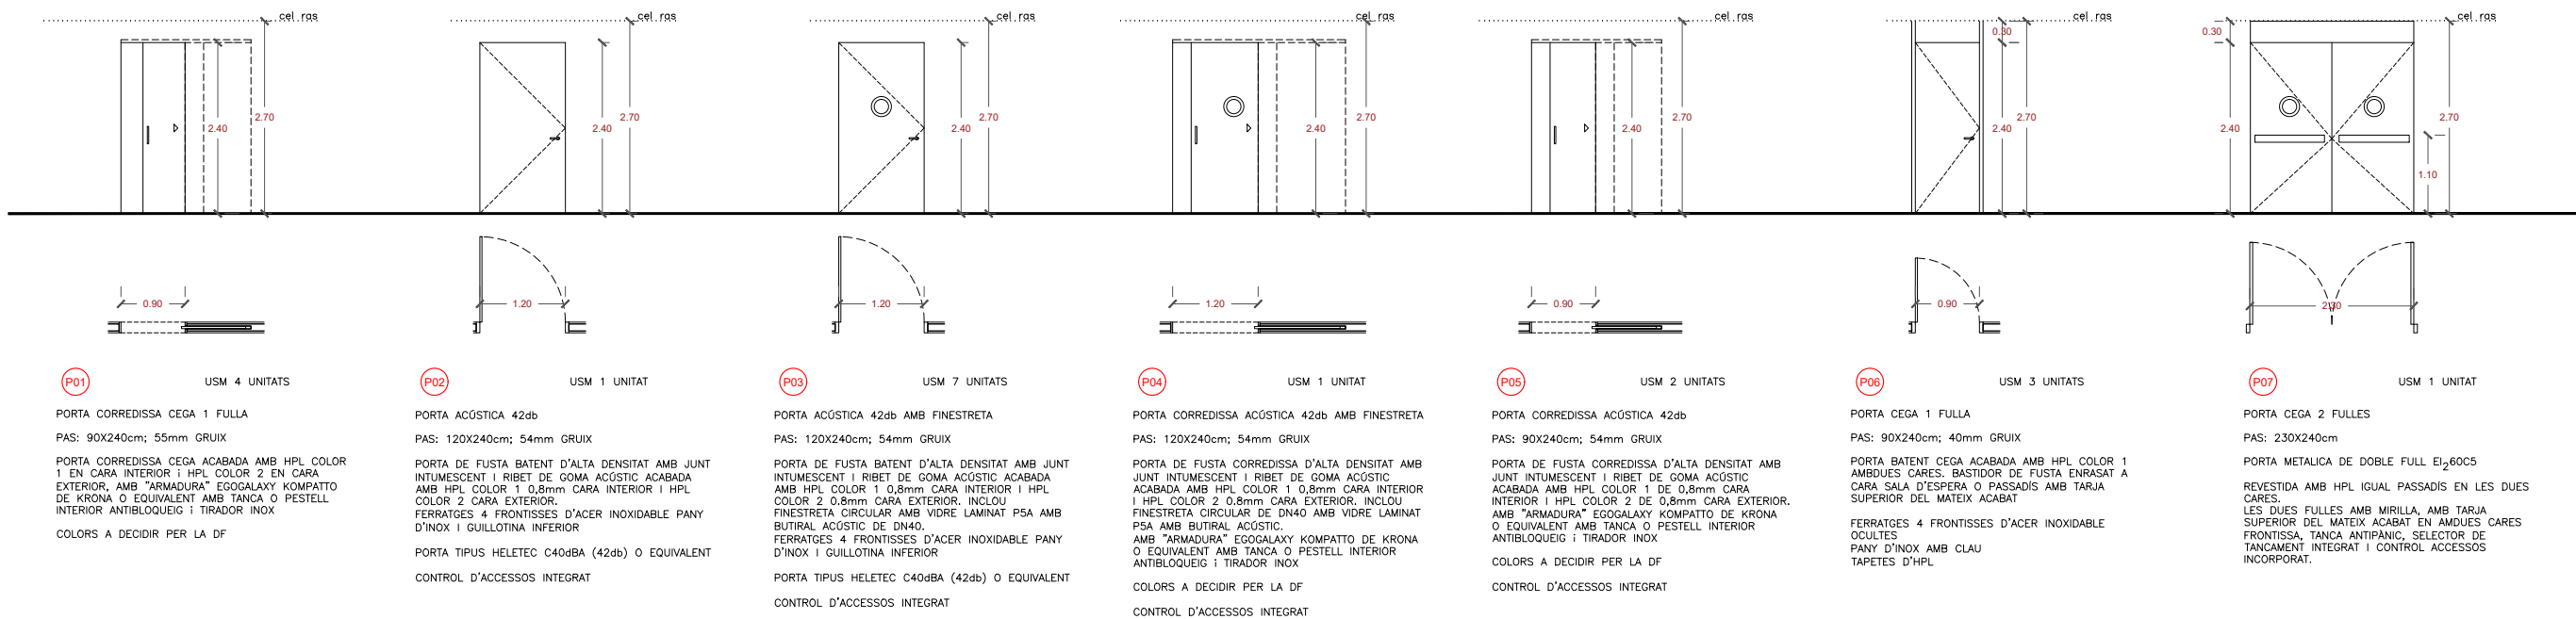 cel ras
2.40
2.70
0.90
P01
USM 4 UNITATS
PORTA CORREDISSA CEGA 1 FULLA
PAS: 90X240cm; 55mm GRUIX
PORTA CORREDISSA CEGA ACABADA AMB HPL COLOR
1 EN CARA INTERIOR i HPL COLOR 2 EN CARA
EXTERIOR, AMB "ARMADURA" EGOGALAXY KOMPATTO
DE KRONA O EQUIVALENT AMB TANCA O PESTELL
INTERIOR ANTIBLOQUEIG i TIRADOR INOX
COLORS A DECIDIR PER LA DF
cel ras
2.40
2.70
1.20
P02
USM 1 UNITAT
PORTA ACÚSTICA 42db
PAS: 120X240cm; 54mm GRUIX
PORTA DE FUSTA BATENT D'ALTA DENSITAT AMB JUNT
INTUMESCENT I RIBET DE GOMA ACÚSTIC ACABADA
AMB HPL COLOR 1 0,8mm CARA INTERIOR I HPL
COLOR 2 CARA EXTERIOR.
FERRATGES 4 FRONTISSES D'ACER INOXIDABLE PANY
D'INOX I GUILLOTINA INFERIOR
PORTA TIPUS HELETEC C40dBA (42db) O EQUIVALENT
CONTROL D'ACCESSOS INTEGRAT
cel ras
2.40
2.70
1.20
P03
USM 7 UNITATS
PORTA ACÚSTICA 42db AMB FINESTRETA
PAS: 120X240cm; 54mm GRUIX
PORTA DE FUSTA BATENT D'ALTA DENSITAT AMB JUNT
INTUMESCENT I RIBET DE GOMA ACÚSTIC ACABADA
AMB HPL COLOR 1 0,8mm CARA INTERIOR I HPL
COLOR 2 0.8mm CARA EXTERIOR. INCLOU
FINESTRETA CIRCULAR AMB VIDRE LAMINAT P5A AMB
BUTIRAL ACÚSTIC DE DN40.
FERRATGES 4 FRONTISSES D'ACER INOXIDABLE PANY
D'INOX I GUILLOTINA INFERIOR
PORTA TIPUS HELETEC C40dBA (42db) O EQUIVALENT
CONTROL D'ACCESSOS INTEGRAT
cel ras
2.40
2.70
1.20
P04
USM 1 UNITAT
PORTA CORREDISSA ACÚSTICA 42db AMB FINESTRETA
PAS: 120X240cm; 54mm GRUIX
PORTA DE FUSTA CORREDISSA D'ALTA DENSITAT AMB
JUNT INTUMESCENT I RIBET DE GOMA ACÚSTIC
ACABADA AMB HPL COLOR 1 0,8mm CARA INTERIOR
I HPL COLOR 2 0.8mm CARA EXTERIOR. INCLOU
FINESTRETA CIRCULAR DE DN40 AMB VIDRE LAMINAT
P5A AMB BUTIRAL ACÚSTIC.
AMB "ARMADURA" EGOGALAXY KOMPATTO DE KRONA
O EQUIVALENT AMB TANCA O PESTELL INTERIOR
ANTIBLOQUEIG i TIRADOR INOX
COLORS A DECIDIR PER LA DF
CONTROL D'ACCESSOS INTEGRAT
cel ras
2.40
2.70
0.90
P05
USM 2 UNITATS
PORTA CORREDISSA ACÚSTICA 42db
PAS: 90X240cm; 54mm GRUIX
PORTA DE FUSTA CORREDISSA D'ALTA DENSITAT AMB
JUNT INTUMESCENT I RIBET DE GOMA ACÚSTIC
ACABADA AMB HPL COLOR 1 DE 0,8mm CARA
INTERIOR I HPL COLOR 2 DE 0,8mm CARA EXTERIOR.
AMB "ARMADURA" EGOGALAXY KOMPATTO DE KRONA
O EQUIVALENT AMB TANCA O PESTELL INTERIOR
ANTIBLOQUEIG i TIRADOR INOX
COLORS A DECIDIR PER LA DF
CONTROL D'ACCESSOS INTEGRAT
cel ras
0.30
2.40
2.70
0.90
P06
USM 3 UNITATS
PORTA CEGA 1 FULLA
PAS: 90X240cm; 40mm GRUIX
PORTA BATENT CEGA ACABADA AMB HPL COLOR 1
AMBDUES CARES. BASTIDOR DE FUSTA ENRASAT A
CARA SALA D'ESPERA O PASSADÍS AMB TARJA
SUPERIOR DEL MATEIX ACABAT
FERRATGES 4 FRONTISSES D'ACER INOXIDABLE
OCULTES
PANY D'INOX AMB CLAU
TAPETES D'HPL
cel ras
0.30
2.40
2.70
1.10
2.30
P07
USM 1 UNITAT
PORTA CEGA 2 FULLES
PAS: 230X240cm
PORTA METALICA DE DOBLE FULL EI₂60C5
REVESTIDA AMB HPL IGUAL PASSADÍS EN LES DUES
CARES.
LES DUES FULLES AMB MIRILLA, AMB TARJA
SUPERIOR DEL MATEIX ACABAT EN AMDUES CARES
FRONTISSA, TANCA ANTIPÀNIC, SELECTOR DE
TANCAMENT INTEGRAT I CONTROL ACCESSOS
INCORPORAT.